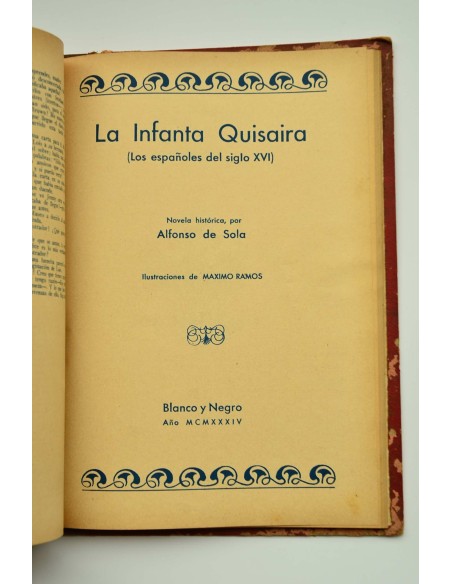 La Infanta Quisaira
(Los españoles del siglo XVI)
Novela histórica, por
Alfonso de Sola
Ilustraciones de MAXIMO RAMOS
Blanco y Negro
Año MCMXXXIV